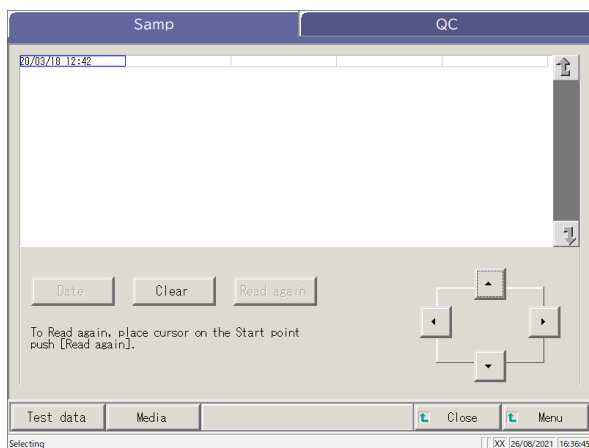 Samp QC
20/03/18 12:42
Date Clear Read again
To Read again, place cursor on the Start point
push [Read again].
Test data Media Close Menu
Selecting XX 26/08/2021 16:36:45